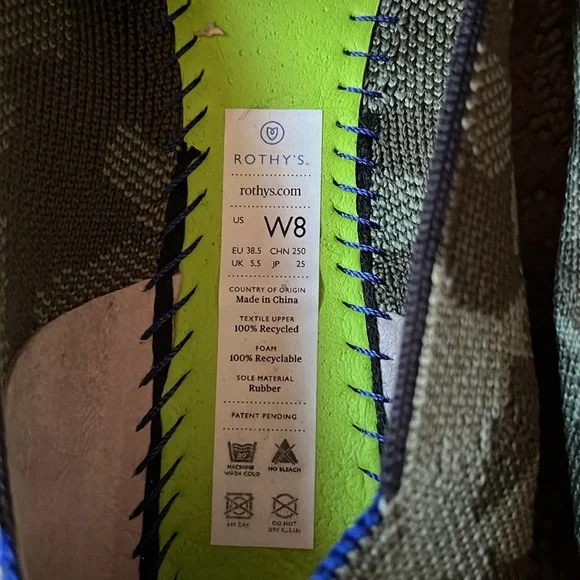 ROTHY'S™
rothys.com
US W8
EU 38.5 CHN 250
UK 5.5 JP 25
COUNTRY OF ORIGIN
Made in China
TEXTILE UPPER
100% Recycled
FOAM
100% Recyclable
SOLE MATERIAL
Rubber
PATENT PENDING
30°
MACHINE WASH COLD
NO BLEACH
AIR DRY
DO NOT DRY CLEAN